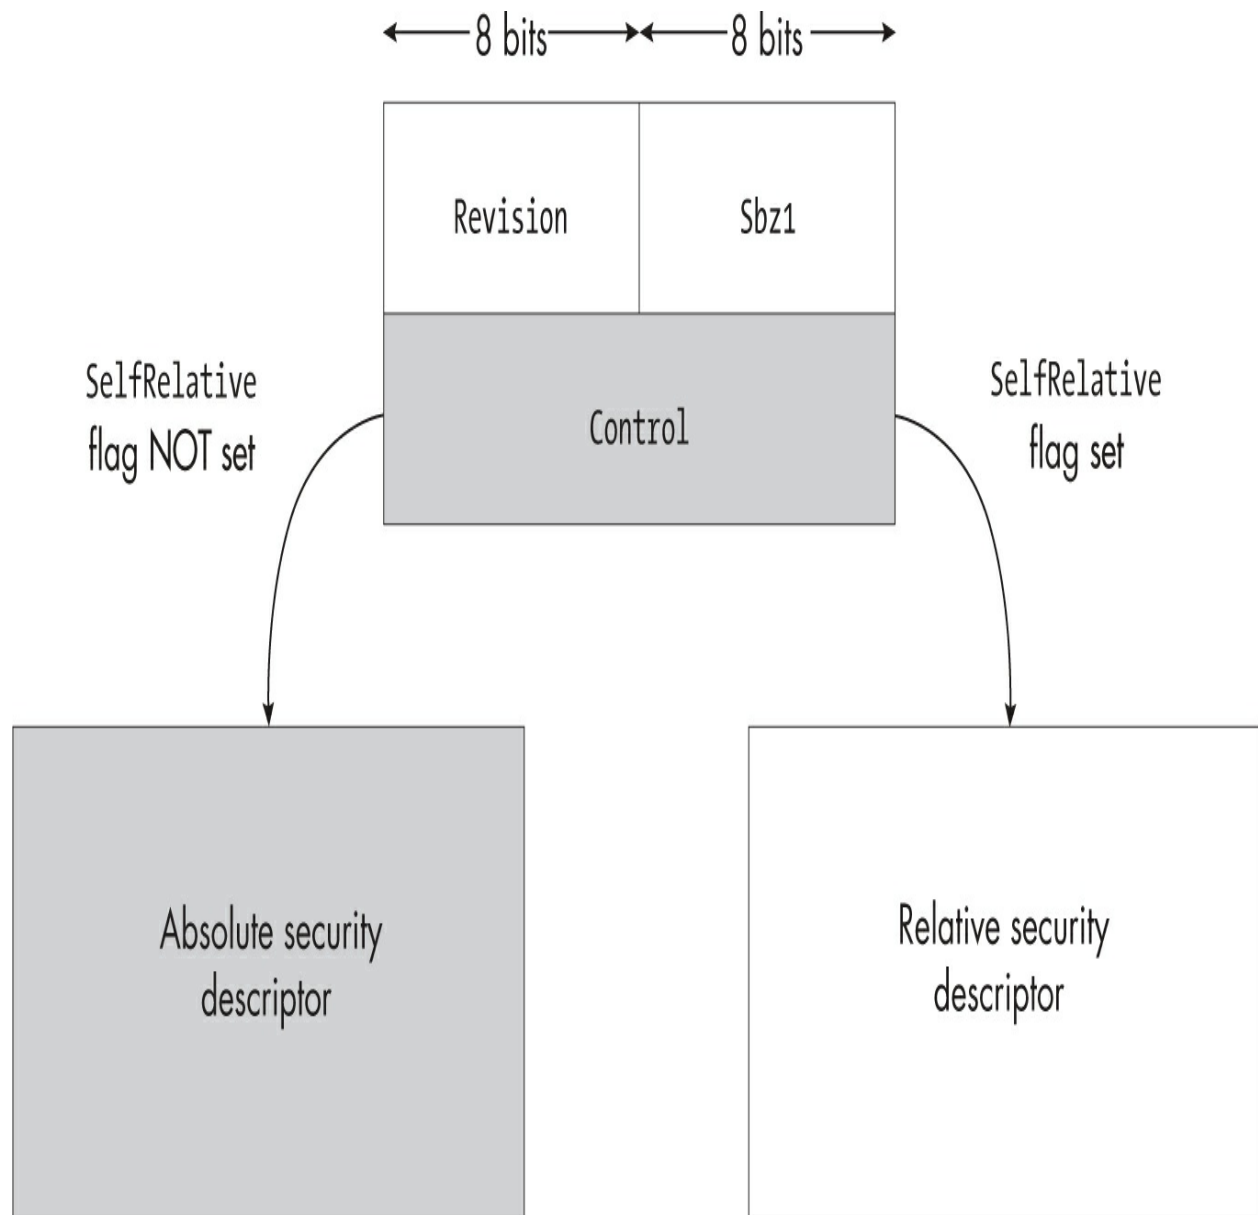 8 bits 8 bits
Revision Sbz1
SelfRelative
flag NOT set
Control
SelfRelative
flag set
Absolute security
descriptor
Relative security
descriptor